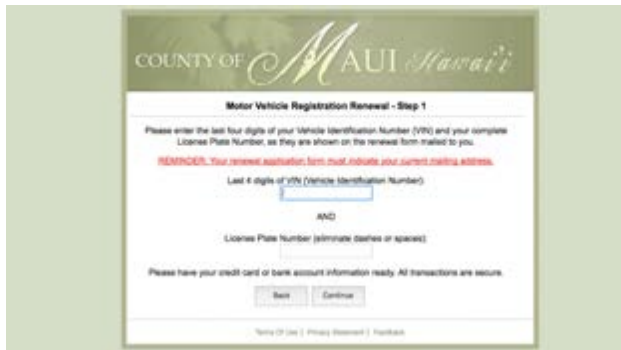 COUNTY OF MAUI Hawai'i
Motor Vehicle Registration Renewal - Step 1
Please enter the last four digits of your Vehicle Identification Number (VIN) and your complete
License Plate Number, as they are shown on the renewal form mailed to you.
REMINDER: Your renewal application form must indicate your current mailing address.
Last 4 digits of VIN (Vehicle Identification Number):
AND
License Plate Number (eliminate dashes or spaces):
Please have your credit card or bank account information ready. All transactions are secure.
Back Continue
Terms Of Use | Privacy Statement | Feedback